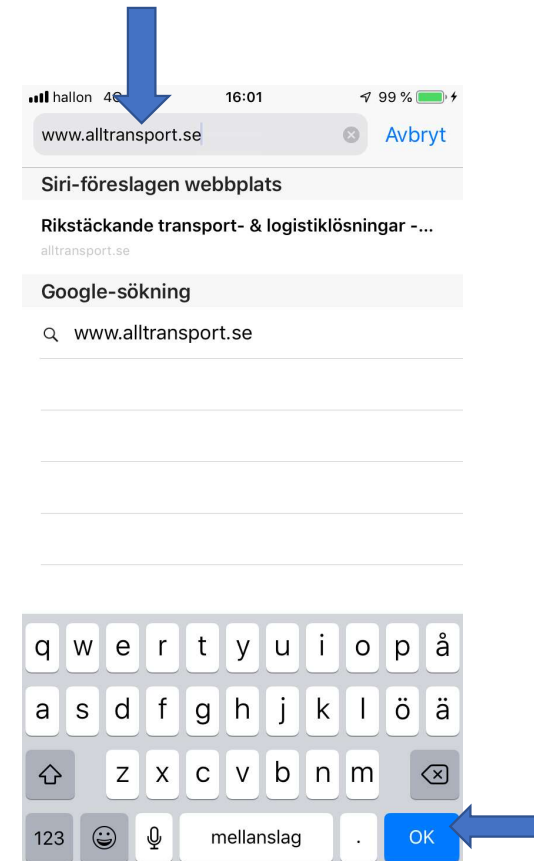 hallon 4G 16:01 99 %
www.alltransport.se Avbryt
Siri-föreslagen webbplats
Rikstäckande transport- & logistiklösningar -...
alltransport.se
Google-sökning
www.alltransport.se
q w e r t y u i o p å
a s d f g h j k l ö ä
z x c v b n m
123 mellanslag . OK